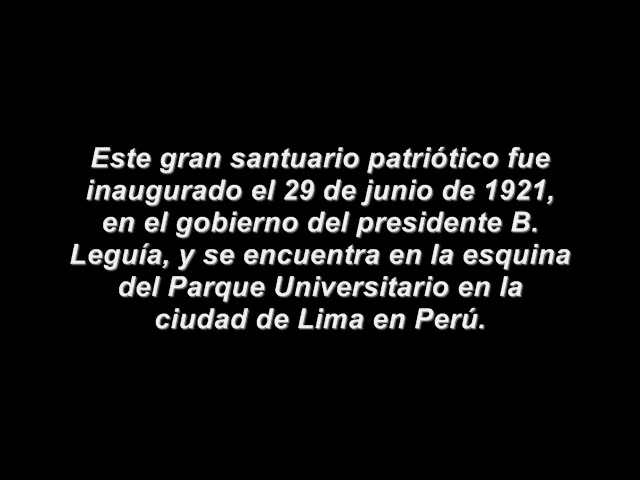 Este gran santuario patriótico fue
inaugurado el 29 de junio de 1921,
en el gobierno del presidente B.
Leguía, y se encuentra en la esquina
del Parque Universitario en la
ciudad de Lima en Perú.